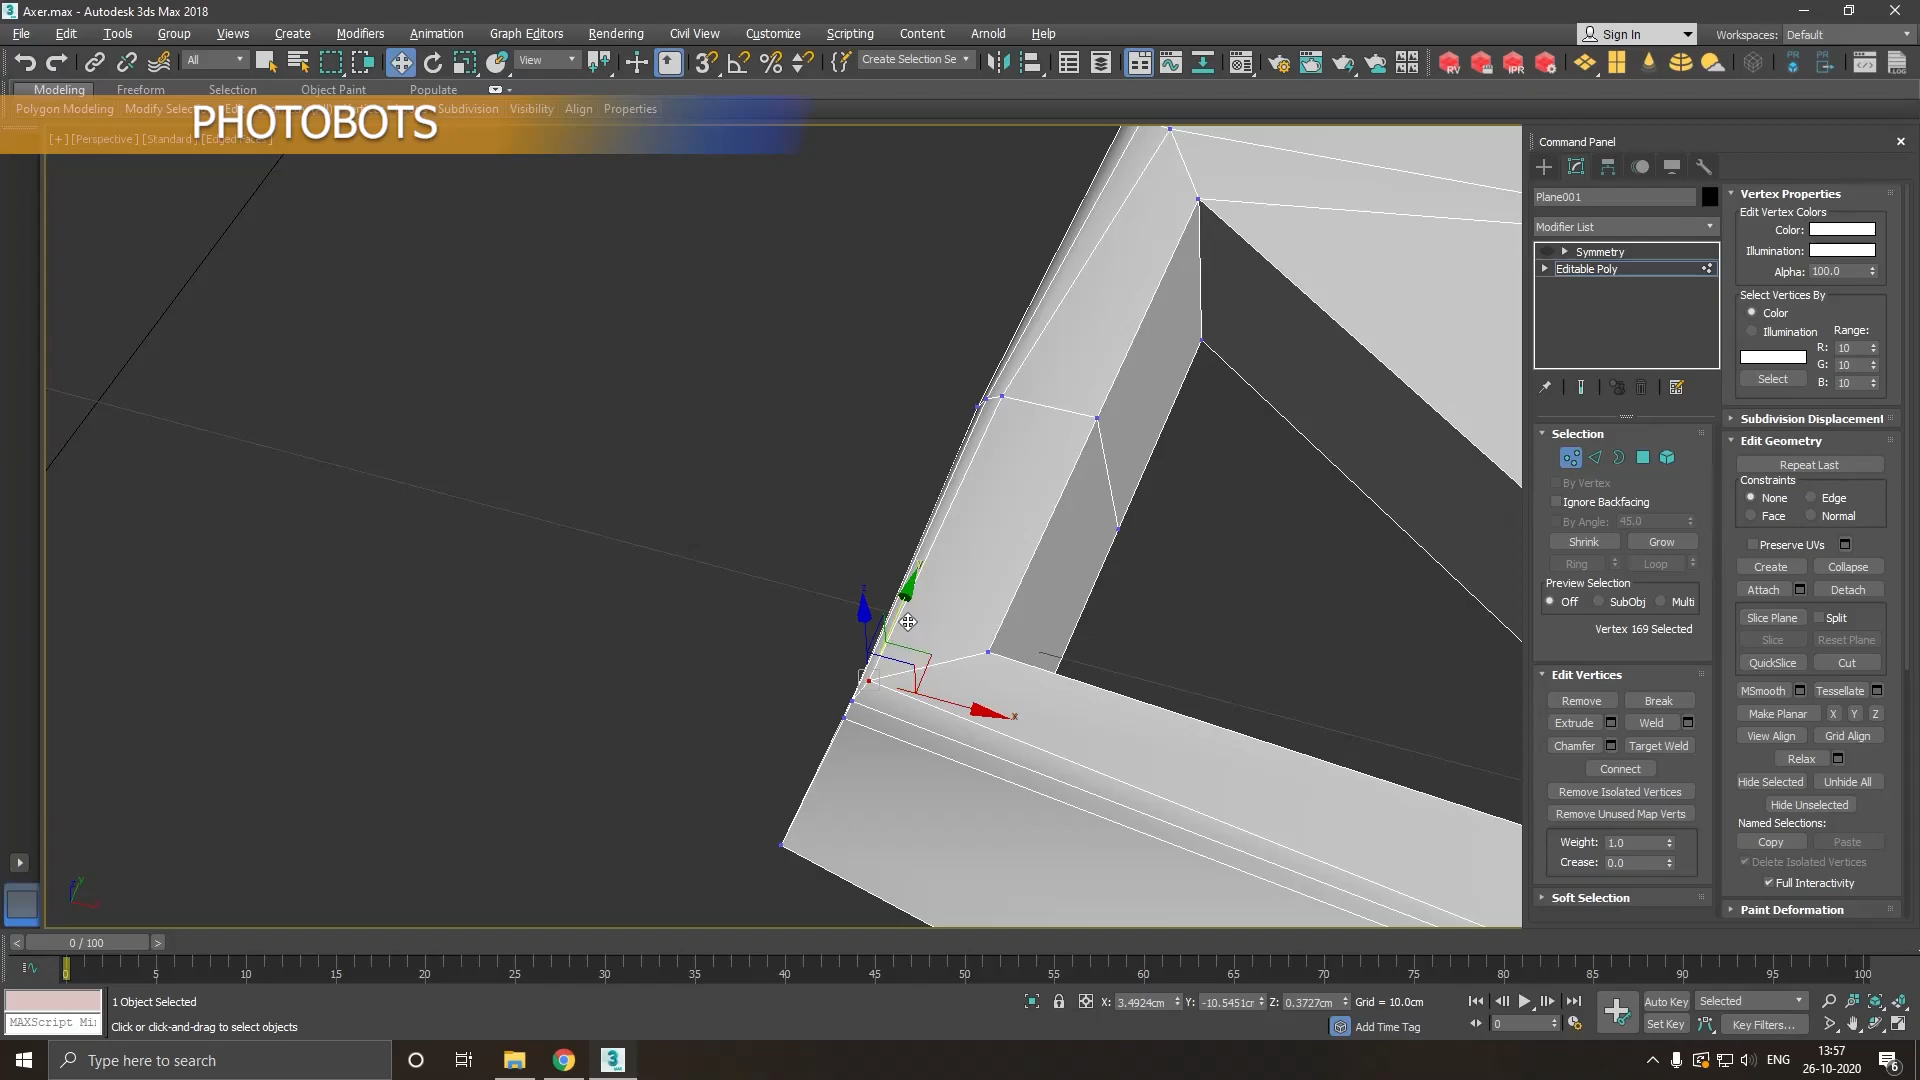 Axer.max - Autodesk 3ds Max 2018
File Edit Tools Group Views Create Modifiers Animation Graph Editors Rendering Civil View Customize Scripting Content Arnold Help
Sign In Workspaces: Default
All View Create Selection Se
Modeling Freeform Selection Object Paint Populate
Polygon Modeling Modify Selec Subdivision Visibility Align Properties
PHOTOBOTS
[+] [Perspective] [Standard] [Edged Faces]
Command Panel
Plane001
Modifier List
Symmetry
Editable Poly
Selection
By Vertex
Ignore Backfacing
By Angle: 45.0
Shrink Grow
Ring Loop
Preview Selection
Off SubObj Multi
Vertex 169 Selected
Edit Vertices
Remove Break
Extrude Weld
Chamfer Target Weld
Connect
Remove Isolated Vertices
Remove Unused Map Verts
Weight: 1.0
Crease: 0.0
Soft Selection
Vertex Properties
Edit Vertex Colors
Color:
Illumination:
Alpha: 100.0
Select Vertices By
Color
Illumination Range:
R: 10
G: 10
Select B: 10
Subdivision Displacement
Edit Geometry
Repeat Last
Constraints
None Edge
Face Normal
Preserve UVs
Create Collapse
Attach Detach
Slice Plane Split
Slice Reset Plane
QuickSlice Cut
MSmooth Tessellate
Make Planar X Y Z
View Align Grid Align
Relax
Hide Selected Unhide All
Hide Unselected
Named Selections:
Copy Paste
Delete Isolated Vertices
Full Interactivity
Paint Deformation
z y x
< 0 / 100 >
0 5 10 15 20 25 30 35 40 45 50 55 60 65 70 75 80 85 90 95 100
1 Object Selected X: 3.4924cm Y: -10.5451cm Z: 0.3727cm Grid = 10.0cm Auto Key Selected
MAXScript Mi Click or click-and-drag to select objects Add Time Tag 0 Set Key Key Filters...
Type here to search ENG 13:57
26-10-2020 6